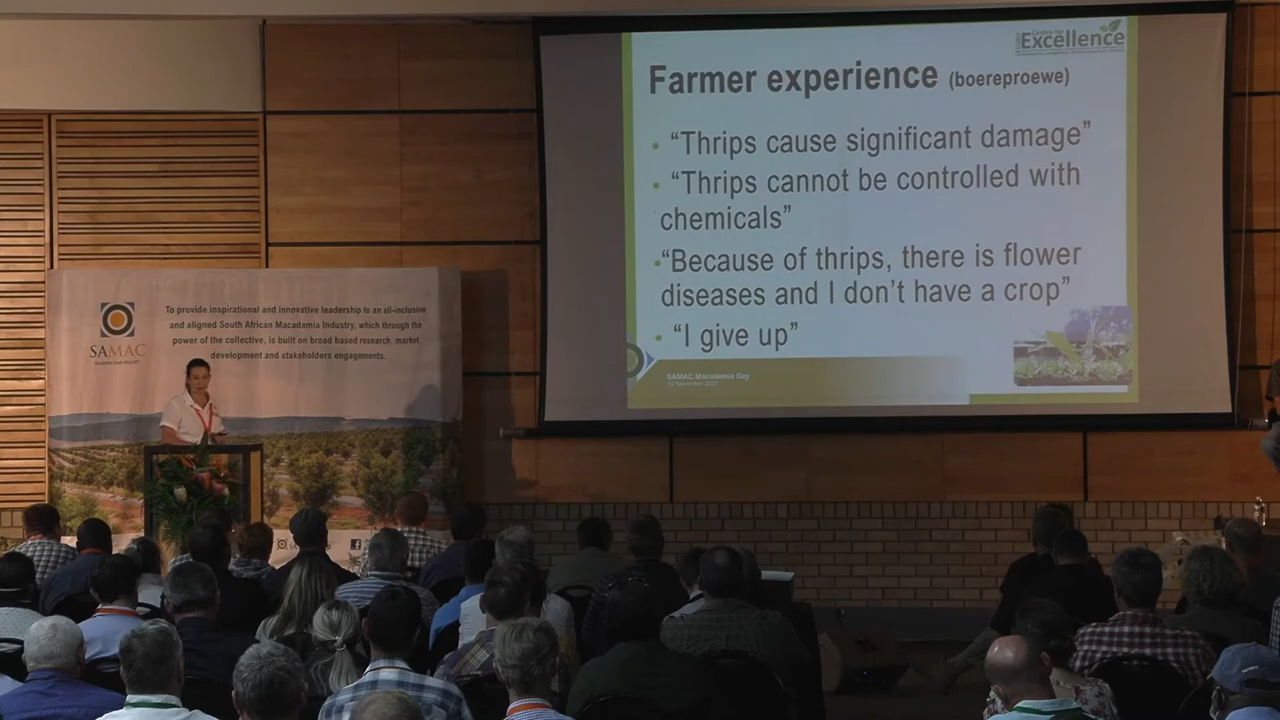 Centre for
Excellence
Farmer experience (boereproewe)
“Thrips cause significant damage”
“Thrips cannot be controlled with
chemicals”
“Because of thrips, there is flower
diseases and I don’t have a crop”
“I give up”
SAMAC Macadamia Day
To provide inspirational and innovative leadership to an all-inclusive
and aligned South African Macadamia Industry, which through the
power of the collective, is built on broad based research, market
development and stakeholders engagements.
SAMAC